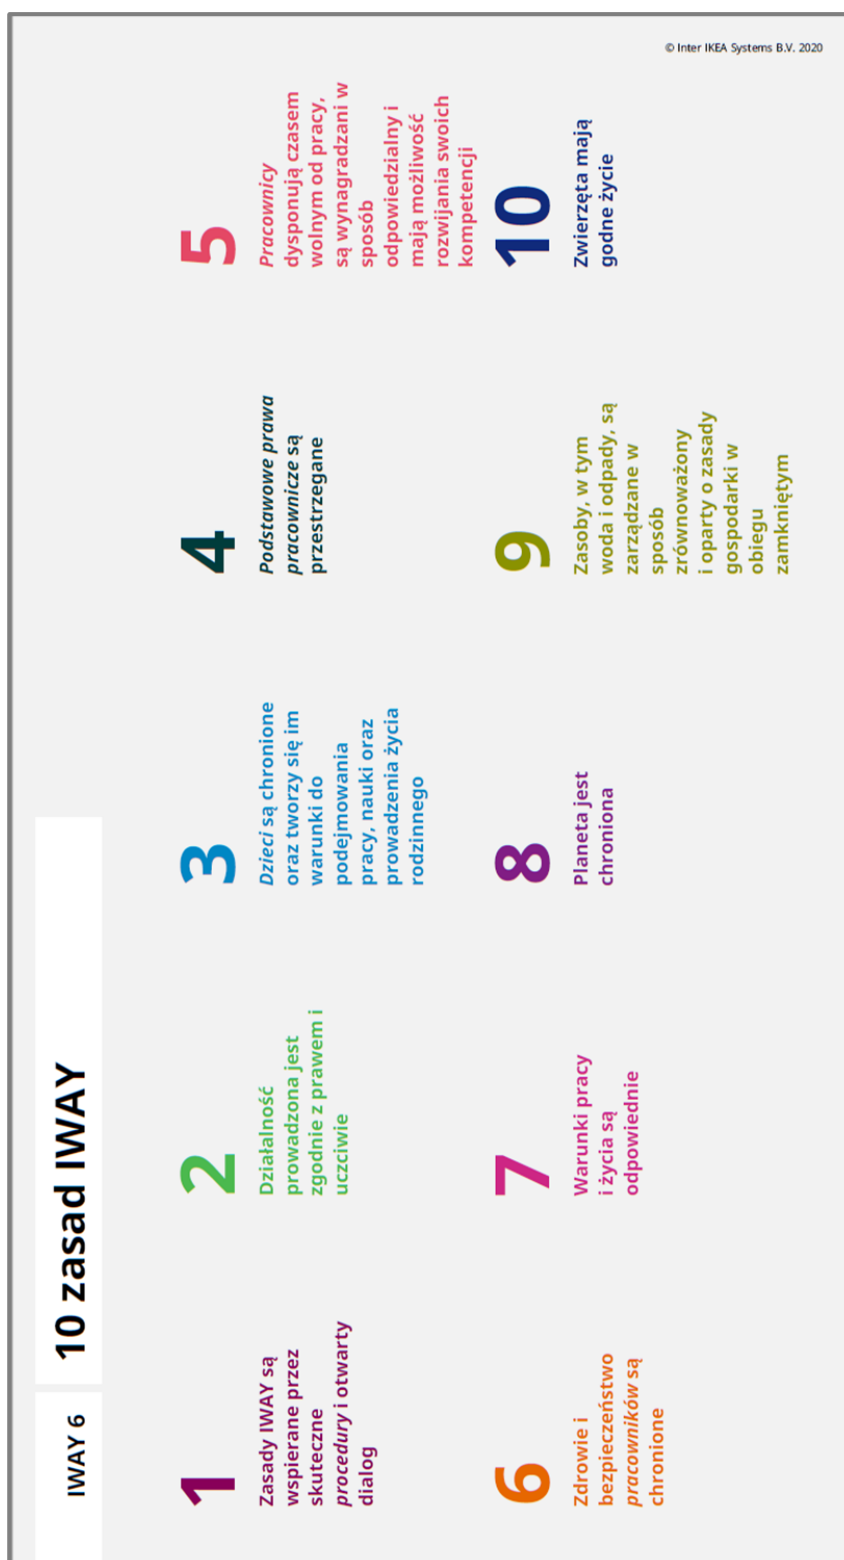 IWAY 6
10 zasad IWAY
1
Zasady IWAY są
wspierane przez
skuteczne
procedury i otwarty
dialog
2
Działalność
prowadzona jest
zgodnie z prawem i
uczciwie
3
Dzieci są chronione
oraz tworzy się im
warunki do
podejmowania
pracy, nauki oraz
prowadzenia życia
rodzinnego
4
Podstawowe prawa
pracownicze są
przestrzegane
5
Pracownicy
dysponują czasem
wolnym od pracy,
są wynagradzani w
sposób
odpowiedzialny i
mają możliwość
rozwijania swoich
kompetencji
6
Zdrowie i
bezpieczeństwo
pracowników są
chronione
7
Warunki pracy
i życia są
odpowiednie
8
Planeta jest
chroniona
9
Zasoby, w tym
woda i odpady, są
zarządzane w
sposób
zrównoważony
i oparty o zasady
gospodarki w
obiegu
zamkniętym
10
Zwierzęta mają
godne życie
© Inter IKEA Systems B.V. 2020